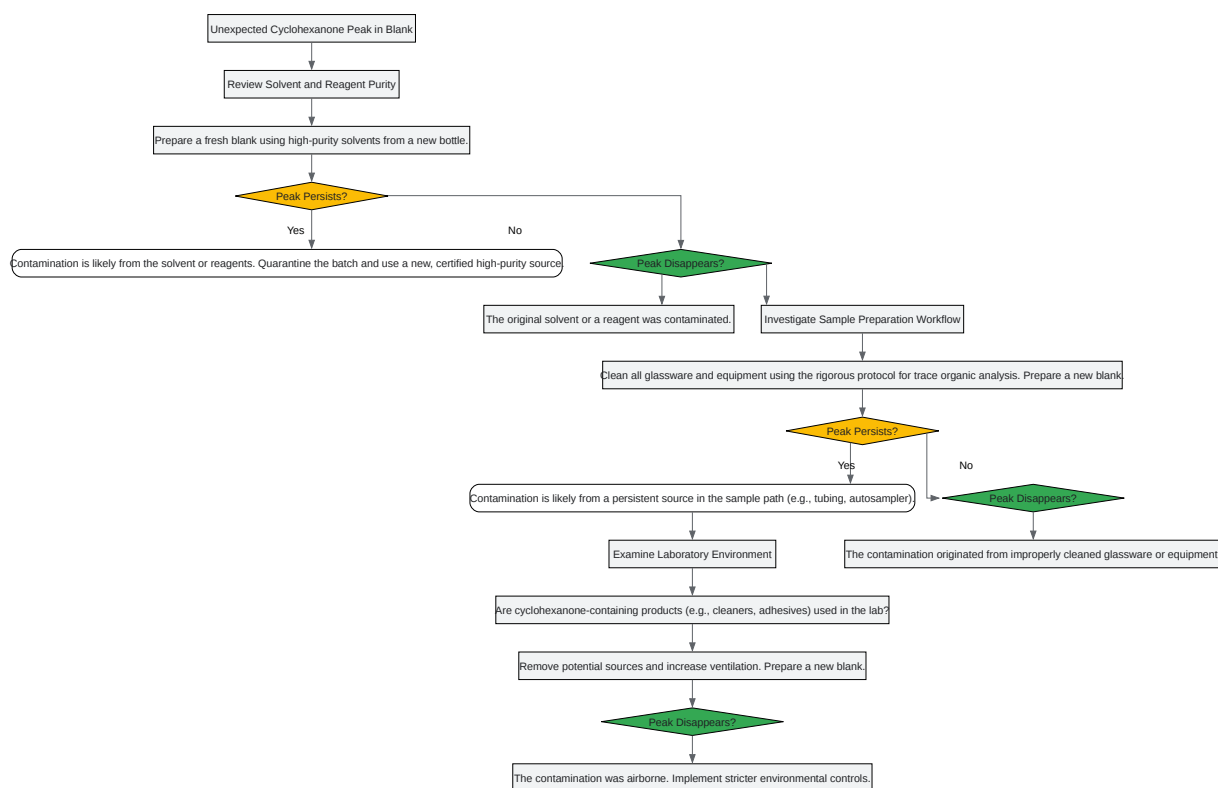 Unexpected Cyclohexanone Peak in Blank
Review Solvent and Reagent Purity
Prepare a fresh blank using high-purity solvents from a new bottle.
Peak Persists?
Yes
No
Contamination is likely from the solvent or reagents. Quarantine the batch and use a new, certified high-purity source.
Peak Disappears?
The original solvent or a reagent was contaminated.
Investigate Sample Preparation Workflow
Clean all glassware and equipment using the rigorous protocol for trace organic analysis. Prepare a new blank.
Peak Persists?
Yes
No
Contamination is likely from a persistent source in the sample path (e.g., tubing, autosampler).
Peak Disappears?
Examine Laboratory Environment
The contamination originated from improperly cleaned glassware or equipment
Are cyclohexanone-containing products (e.g., cleaners, adhesives) used in the lab?
Remove potential sources and increase ventilation. Prepare a new blank.
Peak Disappears?
The contamination was airborne. Implement stricter environmental controls.